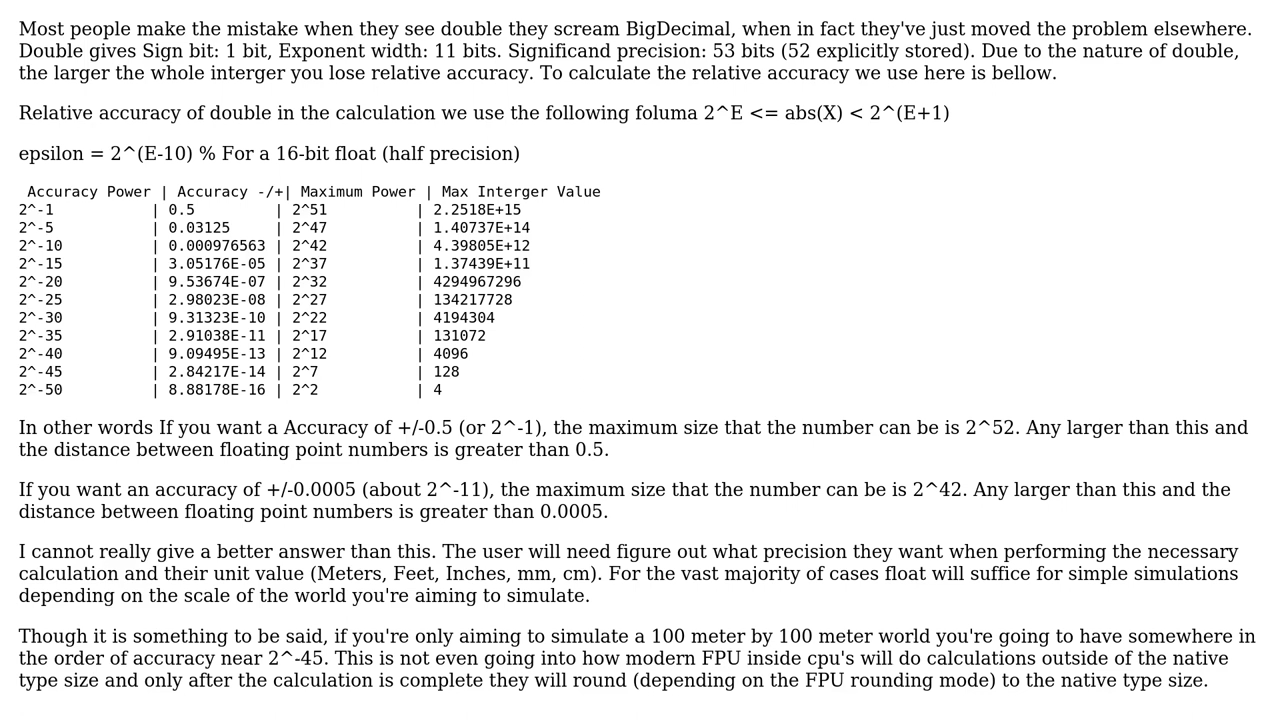 Most people make the mistake when they see double they scream BigDecimal, when in fact they've just moved the problem elsewhere.
Double gives Sign bit: 1 bit, Exponent width: 11 bits. Significand precision: 53 bits (52 explicitly stored). Due to the nature of double,
the larger the whole interger you lose relative accuracy. To calculate the relative accuracy we use here is bellow.
Relative accuracy of double in the calculation we use the following foluma 2^E <= abs(X) < 2^(E+1)
epsilon = 2^(E-10) % For a 16-bit float (half precision)
Accuracy Power | Accuracy -/+| Maximum Power | Max Interger Value
2^-1 | 0.5 | 2^51 | 2.2518E+15
2^-5 | 0.03125 | 2^47 | 1.40737E+14
2^-10 | 0.000976563 | 2^42 | 4.39805E+12
2^-15 | 3.05176E-05 | 2^37 | 1.37439E+11
2^-20 | 9.53674E-07 | 2^32 | 4294967296
2^-25 | 2.98023E-08 | 2^27 | 134217728
2^-30 | 9.31323E-10 | 2^22 | 4194304
2^-35 | 2.91038E-11 | 2^17 | 131072
2^-40 | 9.09495E-13 | 2^12 | 4096
2^-45 | 2.84217E-14 | 2^7 | 128
2^-50 | 8.88178E-16 | 2^2 | 4
In other words If you want a Accuracy of +/-0.5 (or 2^-1), the maximum size that the number can be is 2^52. Any larger than this and
the distance between floating point numbers is greater than 0.5.
If you want an accuracy of +/-0.0005 (about 2^-11), the maximum size that the number can be is 2^42. Any larger than this and the
distance between floating point numbers is greater than 0.0005.
I cannot really give a better answer than this. The user will need figure out what precision they want when performing the necessary
calculation and their unit value (Meters, Feet, Inches, mm, cm). For the vast majority of cases float will suffice for simple simulations
depending on the scale of the world you're aiming to simulate.
Though it is something to be said, if you're only aiming to simulate a 100 meter by 100 meter world you're going to have somewhere in
the order of accuracy near 2^-45. This is not even going into how modern FPU inside cpu's will do calculations outside of the native
type size and only after the calculation is complete they will round (depending on the FPU rounding mode) to the native type size.